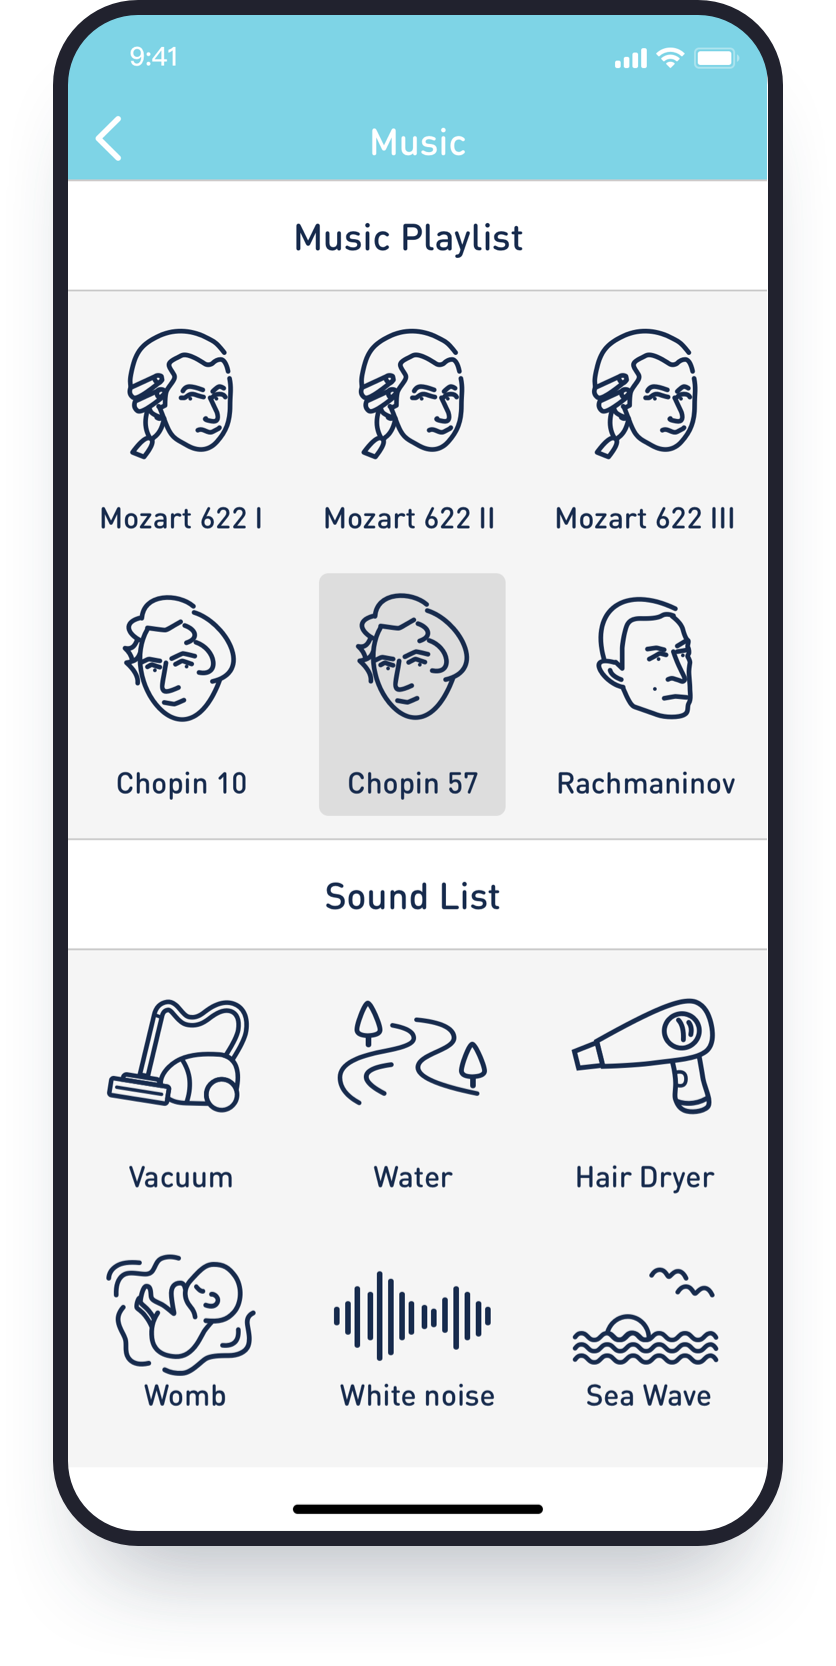 9:41
Music
Music Playlist
Mozart 622 I
Mozart 622 II
Mozart 622 III
Chopin 10
Chopin 57
Rachmaninov
Sound List
Vacuum
Water
Hair Dryer
Womb
White noise
Sea Wave